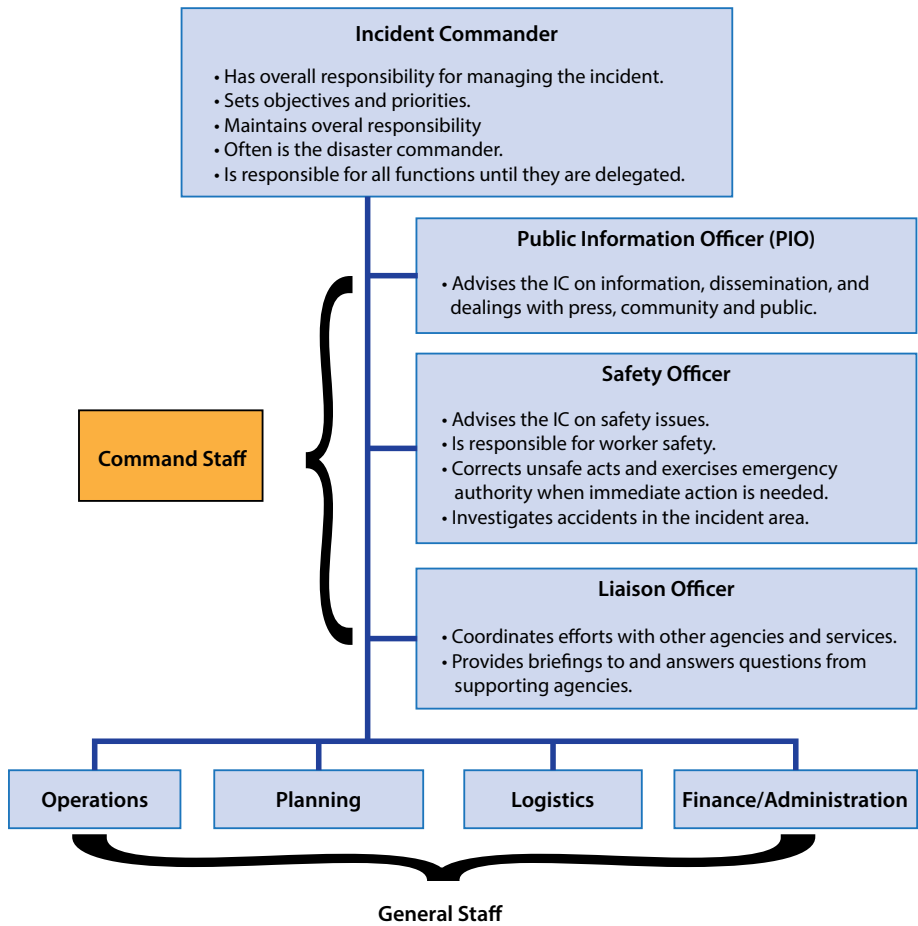 Incident Commander
• Has overall responsibility for managing the incident.
• Sets objectives and priorities.
• Maintains overal responsibility
• Often is the disaster commander.
• Is responsible for all functions until they are delegated.
Public Information Officer (PIO)
• Advises the IC on information, dissemination, and
dealings with press, community and public.
Safety Officer
• Advises the IC on safety issues.
• Is responsible for worker safety.
• Corrects unsafe acts and exercises emergency
authority when immediate action is needed.
• Investigates accidents in the incident area.
Command Staff
Liaison Officer
• Coordinates efforts with other agencies and services.
• Provides briefings to and answers questions from
supporting agencies.
Operations
Planning
Logistics
Finance/Administration
General Staff